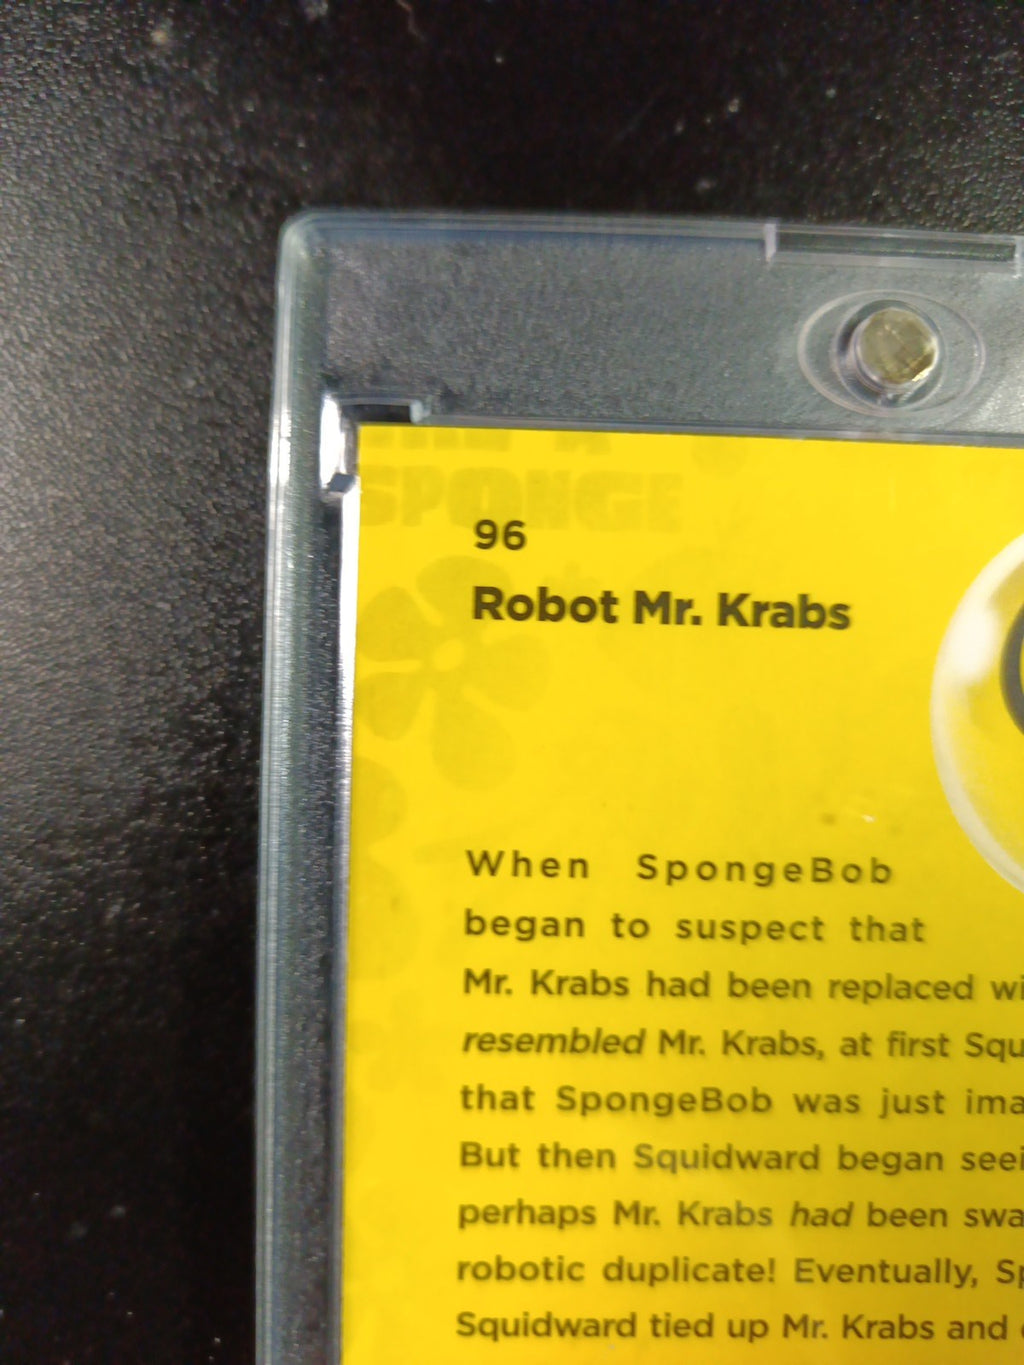 SPONGE
96
Robot Mr. Krabs
When SpongeBob
began to suspect that
Mr. Krabs had been replaced
resembled Mr. Krabs, at first
that SpongeBob was just
But then Squidward began
perhaps Mr. Krabs had been
robotic duplicate! Eventually,
Squidward tied up Mr. Krabs and